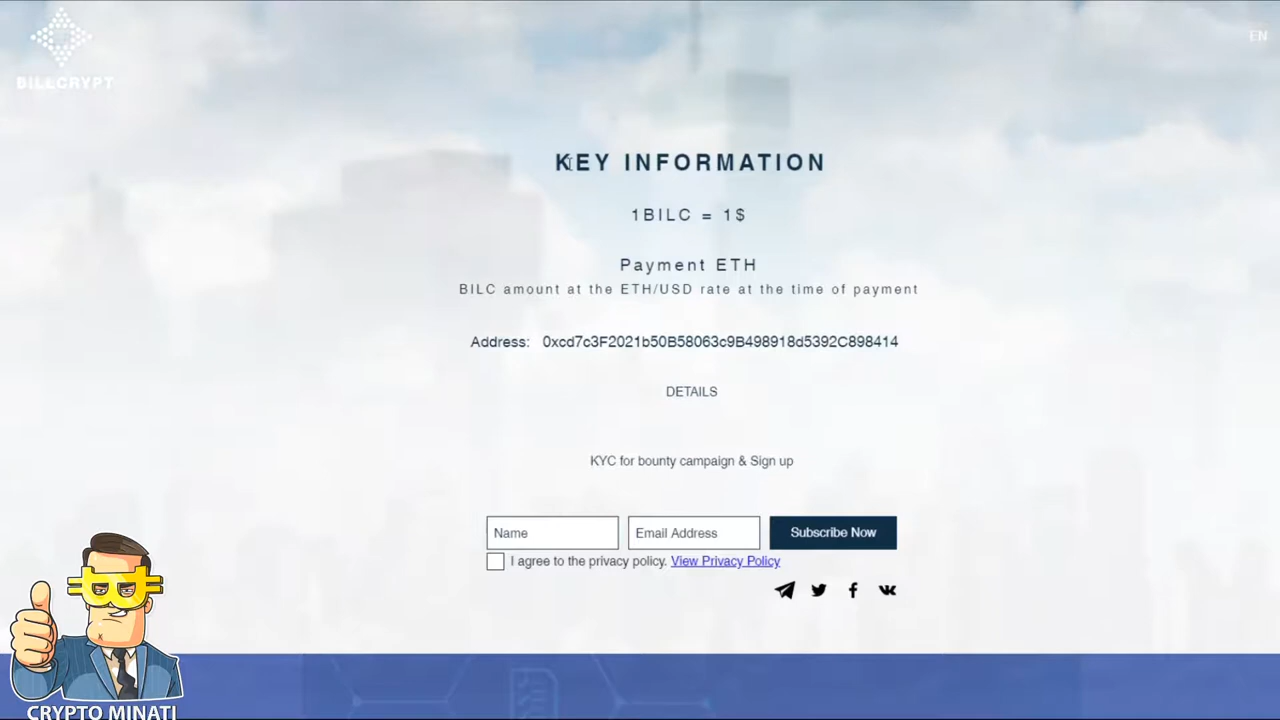 BILLCRYPT
EN
KEY INFORMATION
1BILC = 1$
Payment ETH
BILC amount at the ETH/USD rate at the time of payment
Address: 0xcd7c3F2021b50B58063c9B498918d5392C898414
DETAILS
KYC for bounty campaign & Sign up
Name
Email Address
Subscribe Now
I agree to the privacy policy. View Privacy Policy
CRYPTO MINATI